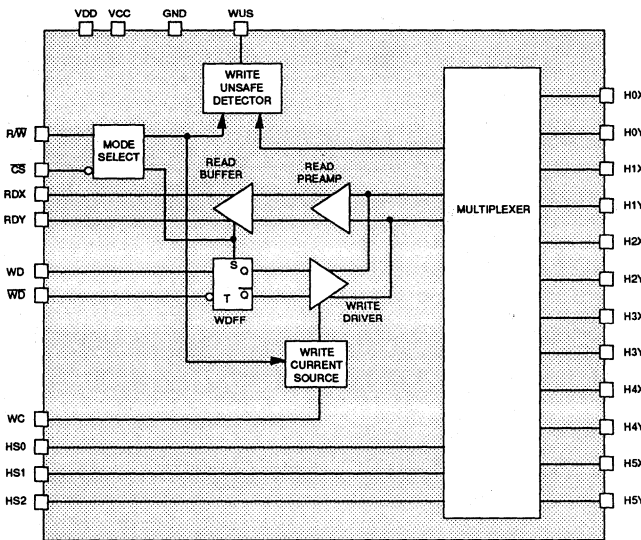 VDD VCC GND WUS
WRITE
UNSAFE
DETECTOR
R/W̅
MODE
SELECT
C̅S̅
RDX
RDY
READ
BUFFER
READ
PREAMP
MULTIPLEXER
WD
W̅D̅
S
Q
T
Q̅
WDFF
WRITE
DRIVER
WRITE
CURRENT
SOURCE
WC
HS0
HS1
HS2
H0X
H0Y
H1X
H1Y
H2X
H2Y
H3X
H3Y
H4X
H4Y
H5X
H5Y